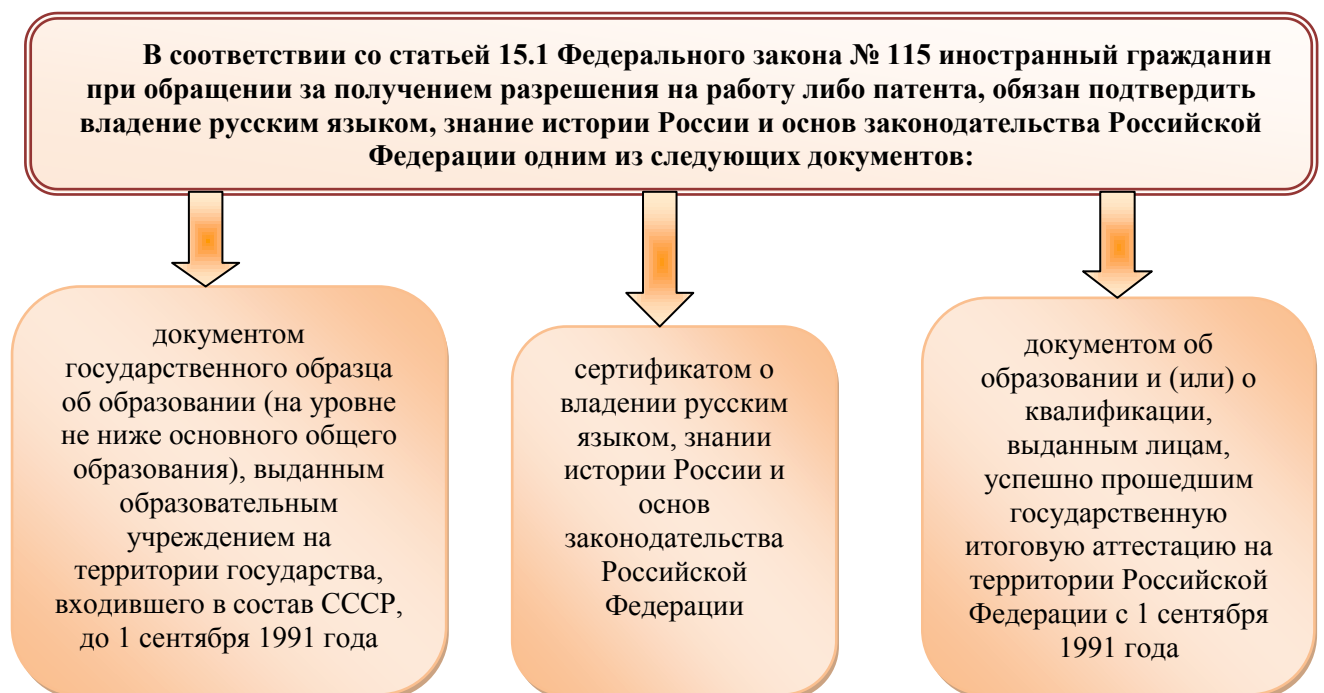 В соответствии со статьей 15.1 Федерального закона № 115 иностранный гражданин
при обращении за получением разрешения на работу либо патента, обязан подтвердить
владение русским языком, знание истории России и основ законодательства Российской
Федерации одним из следующих документов:
документом
государственного образца
об образовании (на уровне
не ниже основного общего
образования), выданным
образовательным
учреждением на
территории государства,
входившего в состав СССР,
до 1 сентября 1991 года
сертификатом о
владении русским
языком, знании
истории России и
основ
законодательства
Российской
Федерации
документом об
образовании и (или) о
квалификации,
выданным лицам,
успешно прошедшим
государственную
итоговую аттестацию на
территории Российской
Федерации с 1 сентября
1991 года